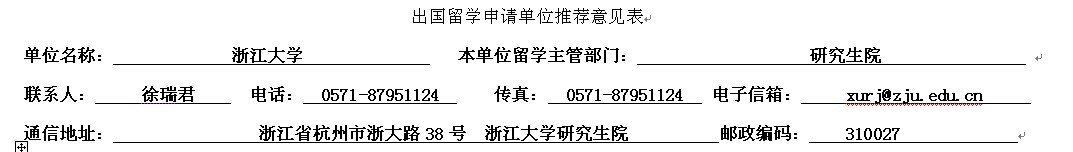 出国留学申请单位推荐意见表
单位名称： 浙江大学 本单位留学主管部门： 研究生院
联系人： 徐瑞君 电话： 0571-87951124 传真： 0571-87951124 电子信箱： xurj@zju.edu.cn
通信地址： 浙江省杭州市浙大路 38 号 浙江大学研究生院 邮政编码： 310027